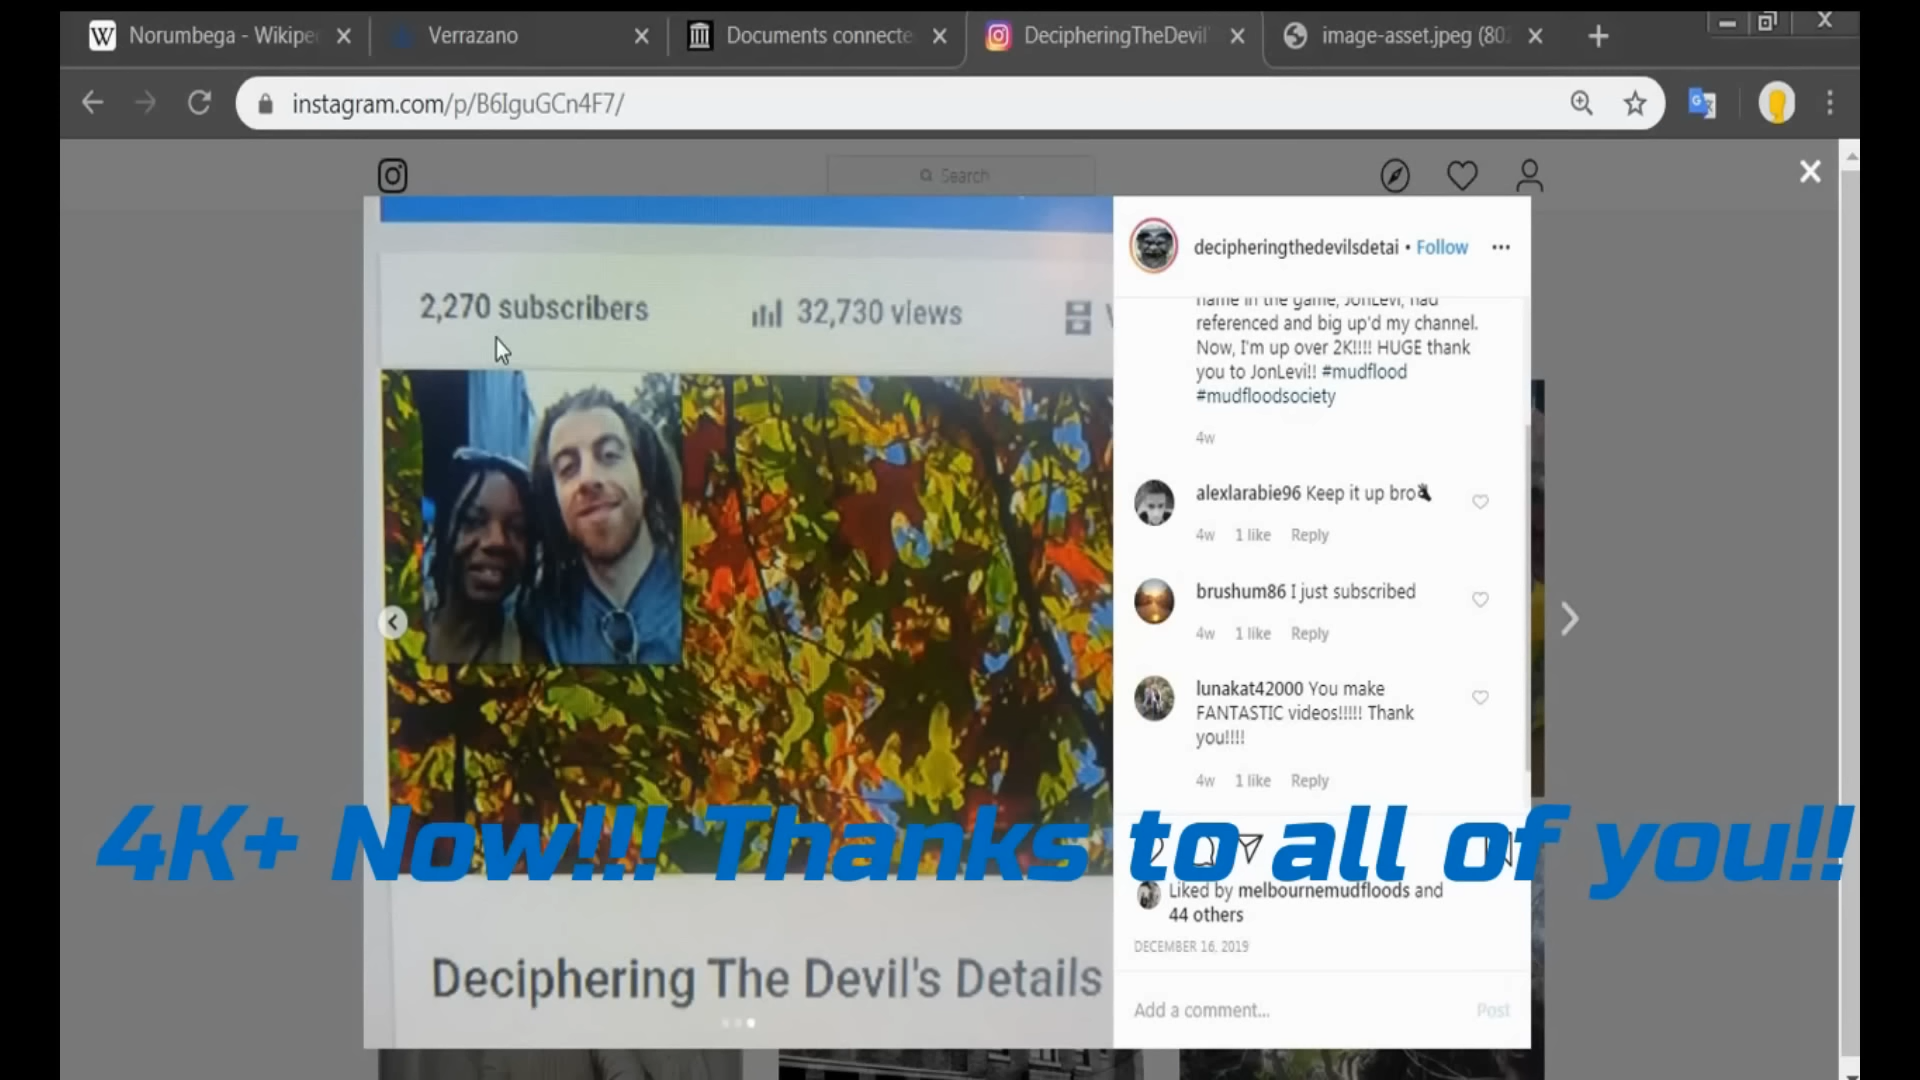 Norumbega - Wikipe
Verrazano
Documents connecte
DecipheringTheDevil'
image-asset.jpeg (802
instagram.com/p/B6IguGCn4F7/
Search
2,270 subscribers
32,730 views
Deciphering The Devil's Details
decipheringthedevilsdetai • Follow
name in the game, JonLevi, had
referenced and big up'd my channel.
Now, I'm up over 2K!!!! HUGE thank
you to JonLevi!! #mudflood
#mudfloodsociety
4w
alexlarabie96 Keep it up bro
4w 1 like Reply
brushum86 I just subscribed
4w 1 like Reply
lunakat42000 You make
FANTASTIC videos!!!!! Thank
you!!!!
4w 1 like Reply
4K+ Now!!! Thanks to all of you!!
Liked by melbournemudfloods and
44 others
DECEMBER 16, 2019
Add a comment... Post